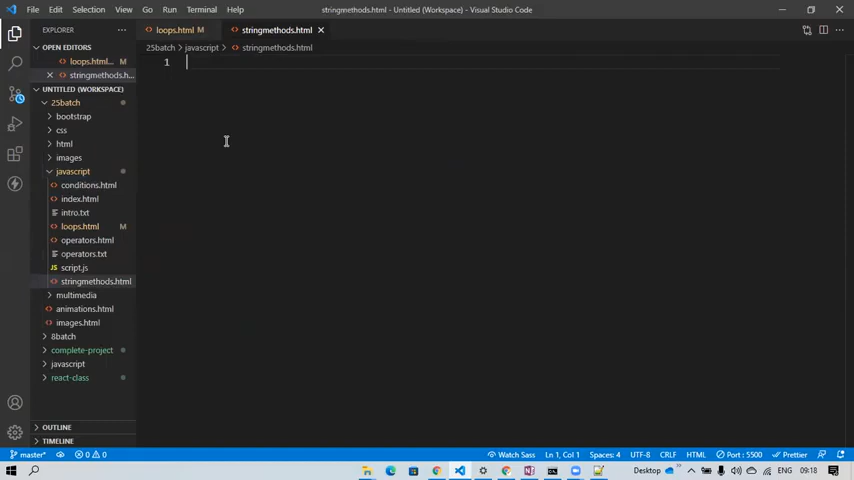 File Edit Selection View Go Run Terminal Help
stringmethods.html - Untitled (Workspace) - Visual Studio Code
EXPLORER
loops.html M
stringmethods.html
OPEN EDITORS
25batch > javascript > stringmethods.html
loops.html... M
stringmethods.h...
1
UNTITLED (WORKSPACE)
25batch
bootstrap
css
html
images
javascript
conditions.html
index.html
intro.txt
loops.html M
operators.html
operators.txt
JS script.js
stringmethods.html
multimedia
animations.html
images.html
8batch
complete-project
javascript
react-class
OUTLINE
TIMELINE
master* 0 0 Watch Sass Ln 1, Col 1 Spaces: 4 UTF-8 CRLF HTML Port : 5500 Prettier
Desktop ENG 09:18